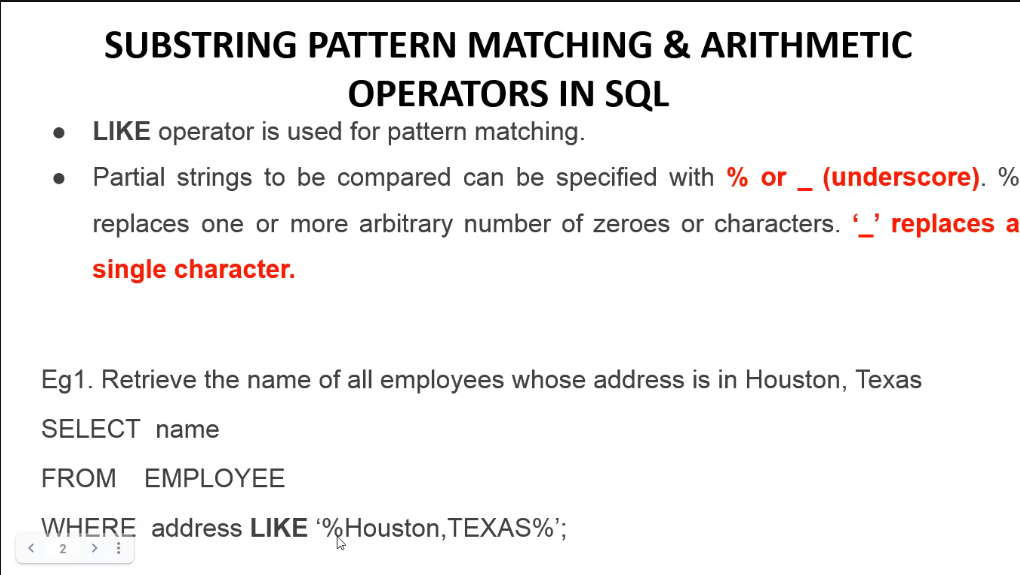 SUBSTRING PATTERN MATCHING & ARITHMETIC
OPERATORS IN SQL
● LIKE operator is used for pattern matching.
● Partial strings to be compared can be specified with % or _ (underscore). %
replaces one or more arbitrary number of zeroes or characters. ‘_’ replaces a
single character.
Eg1. Retrieve the name of all employees whose address is in Houston, Texas
SELECT name
FROM EMPLOYEE
WHERE address LIKE ‘%Houston,TEXAS%’;
2